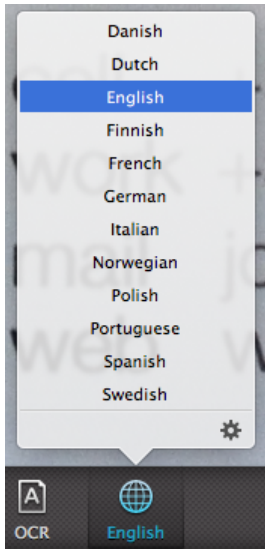 Danish
Dutch
English
Finnish
French
German
Italian
Norwegian
Polish
Portuguese
Spanish
Swedish
A
OCR
English